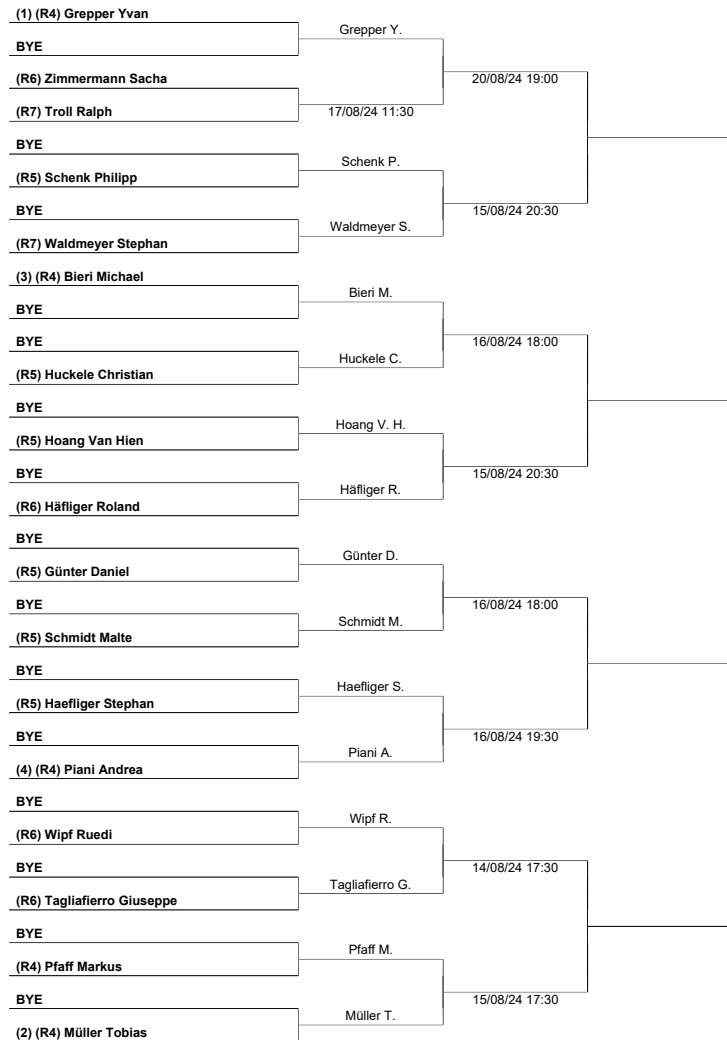 (1) (R4) Grepper Yvan
Grepper Y.
BYE
(R6) Zimmermann Sacha
20/08/24 19:00
(R7) Troll Ralph
17/08/24 11:30
BYE
Schenk P.
(R5) Schenk Philipp
BYE
15/08/24 20:30
Waldmeyer S.
(R7) Waldmeyer Stephan
(3) (R4) Bieri Michael
Bieri M.
BYE
BYE
16/08/24 18:00
Huckele C.
(R5) Huckele Christian
BYE
Hoang V. H.
(R5) Hoang Van Hien
BYE
15/08/24 20:30
Häfliger R.
(R6) Häfliger Roland
BYE
Günter D.
(R5) Günter Daniel
BYE
16/08/24 18:00
Schmidt M.
(R5) Schmidt Malte
BYE
Haefliger S.
(R5) Haefliger Stephan
BYE
16/08/24 19:30
Piani A.
(4) (R4) Piani Andrea
BYE
Wipf R.
(R6) Wipf Ruedi
BYE
14/08/24 17:30
Tagliafierro G.
(R6) Tagliafierro Giuseppe
BYE
Pfaff M.
(R4) Pfaff Markus
BYE
15/08/24 17:30
Müller T.
(2) (R4) Müller Tobias